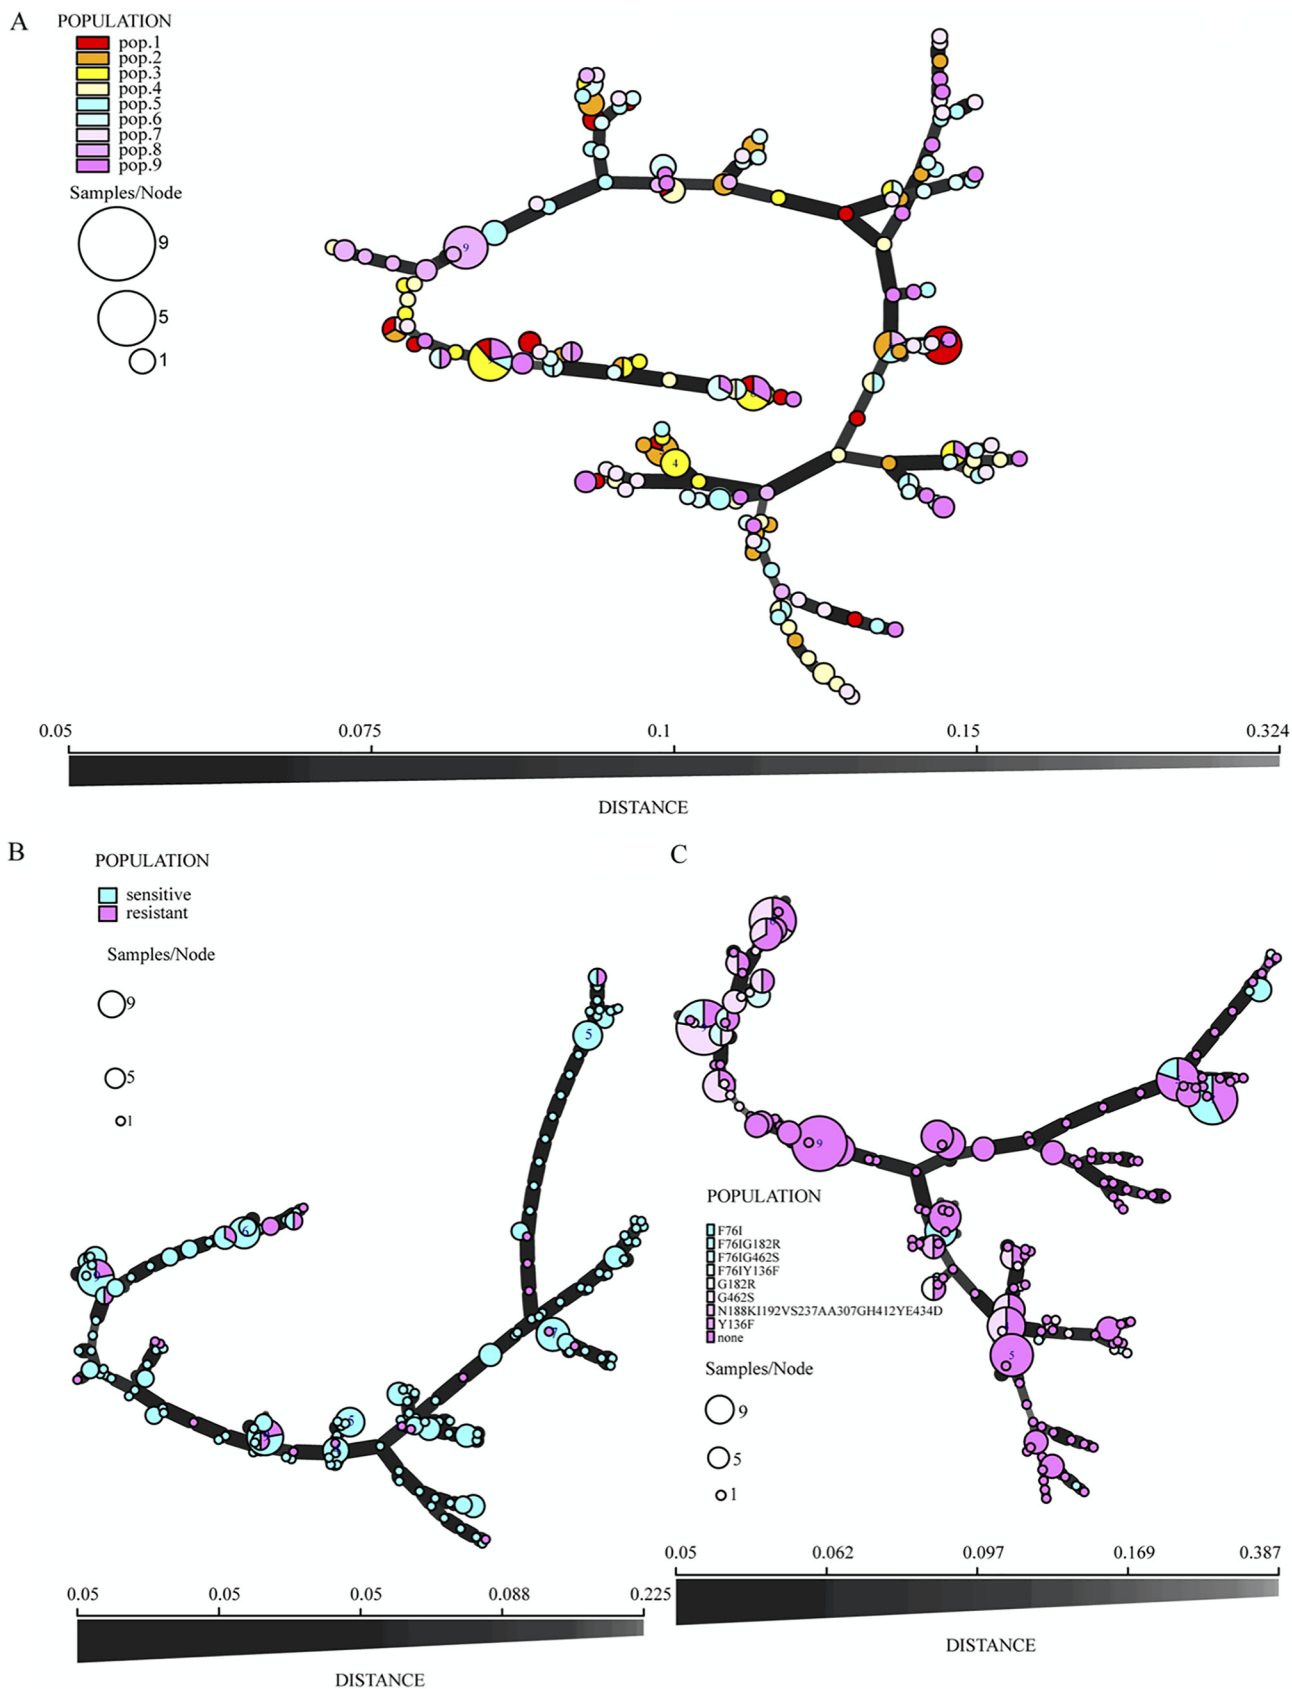 A
POPULATION
pop.1
pop.2
pop.3
pop.4
pop.5
pop.6
pop.7
pop.8
pop.9
Samples/Node
9
5
1
9
4
0.05 0.075 0.1 0.15 0.324
DISTANCE
B
POPULATION
sensitive
resistant
Samples/Node
9
5
1
5
6
9
7
5
0.05 0.05 0.05 0.088 0.225
DISTANCE
C
9
5
POPULATION
F76I
F76IG182R
F76IG462S
F76IY136F
G182R
G462S
N188KI192VS237AA307GH412YE434D
Y136F
none
Samples/Node
9
5
1
0.05 0.062 0.097 0.169 0.387
DISTANCE